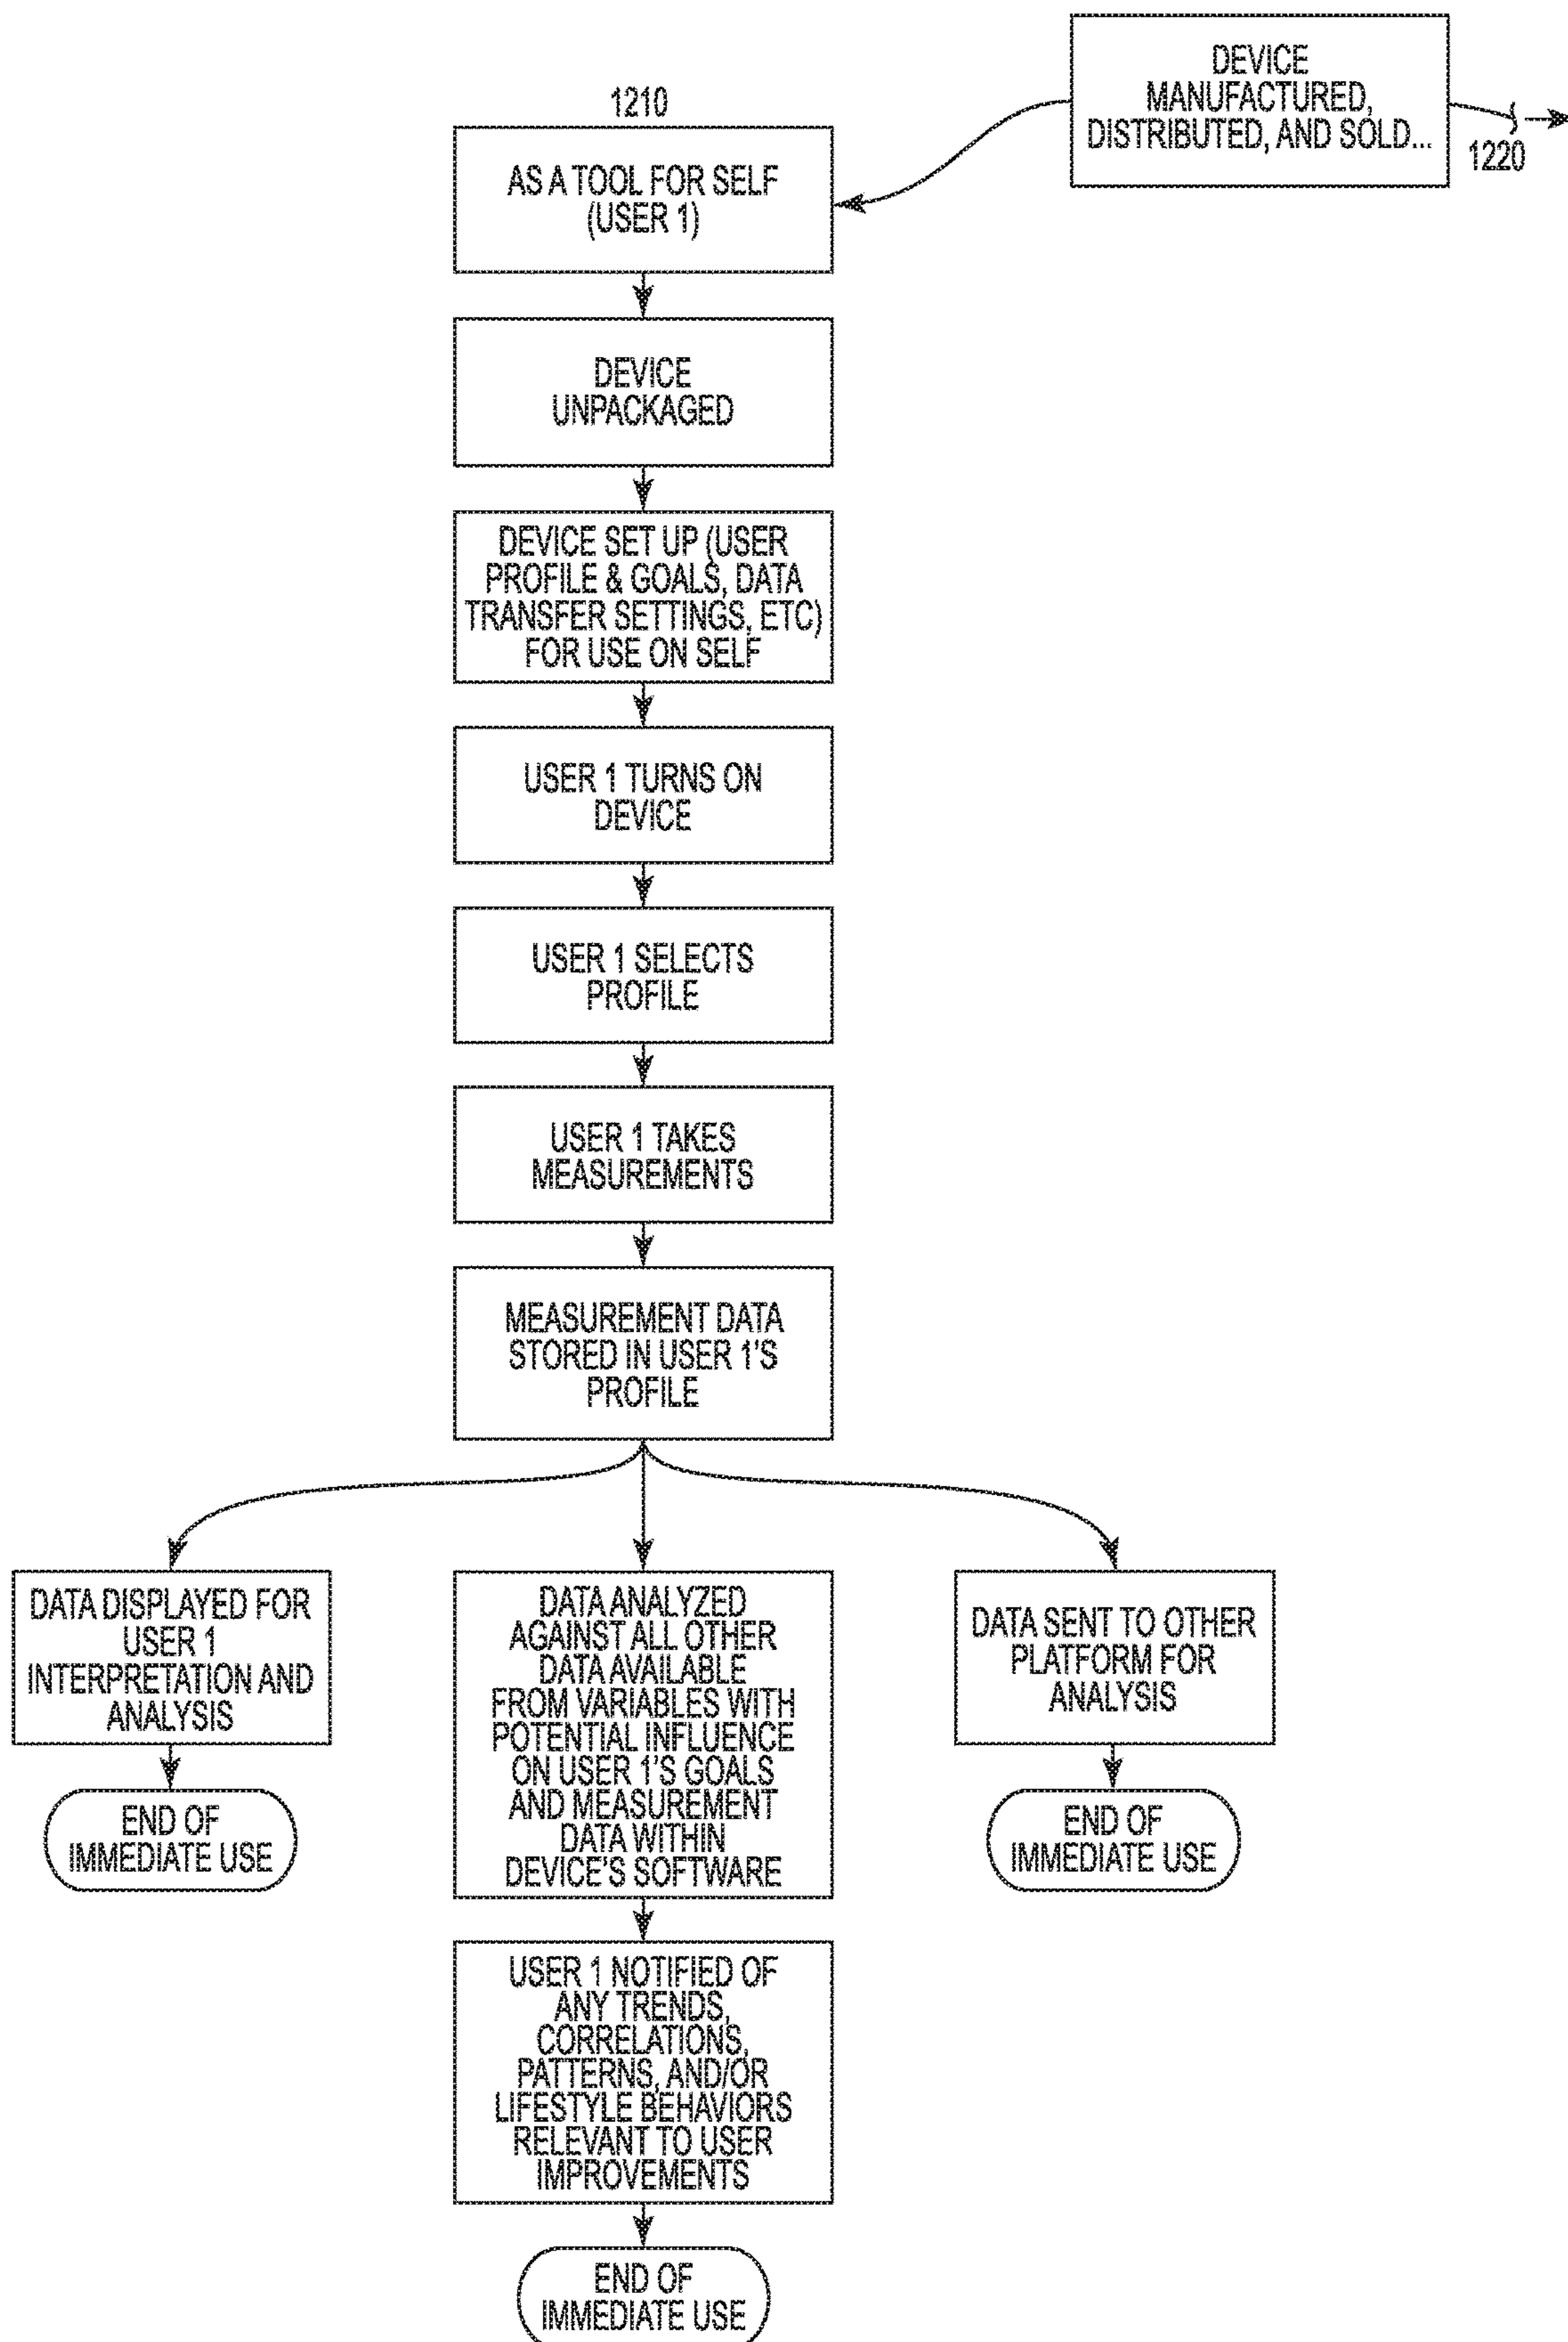 DEVICE
MANUFACTURED,
DISTRIBUTED, AND SOLD...
1220
1210
AS A TOOL FOR SELF
(USER 1)
DEVICE
UNPACKAGED
DEVICE SET UP (USER
PROFILE & GOALS, DATA
TRANSFER SETTINGS, ETC)
FOR USE ON SELF
USER 1 TURNS ON
DEVICE
USER 1 SELECTS
PROFILE
USER 1 TAKES
MEASUREMENTS
MEASUREMENT DATA
STORED IN USER 1'S
PROFILE
DATA DISPLAYED FOR
USER 1
INTERPRETATION AND
ANALYSIS
END OF
IMMEDIATE USE
DATA ANALYZED
AGAINST ALL OTHER
DATA AVAILABLE
FROM VARIABLES WITH
POTENTIAL INFLUENCE
ON USER 1'S GOALS
AND MEASUREMENT
DATA WITHIN
DEVICE'S SOFTWARE
USER 1 NOTIFIED OF
ANY TRENDS,
CORRELATIONS,
PATTERNS, AND/OR
LIFESTYLE BEHAVIORS
RELEVANT TO USER
IMPROVEMENTS
END OF
IMMEDIATE USE
DATA SENT TO OTHER
PLATFORM FOR
ANALYSIS
END OF
IMMEDIATE USE